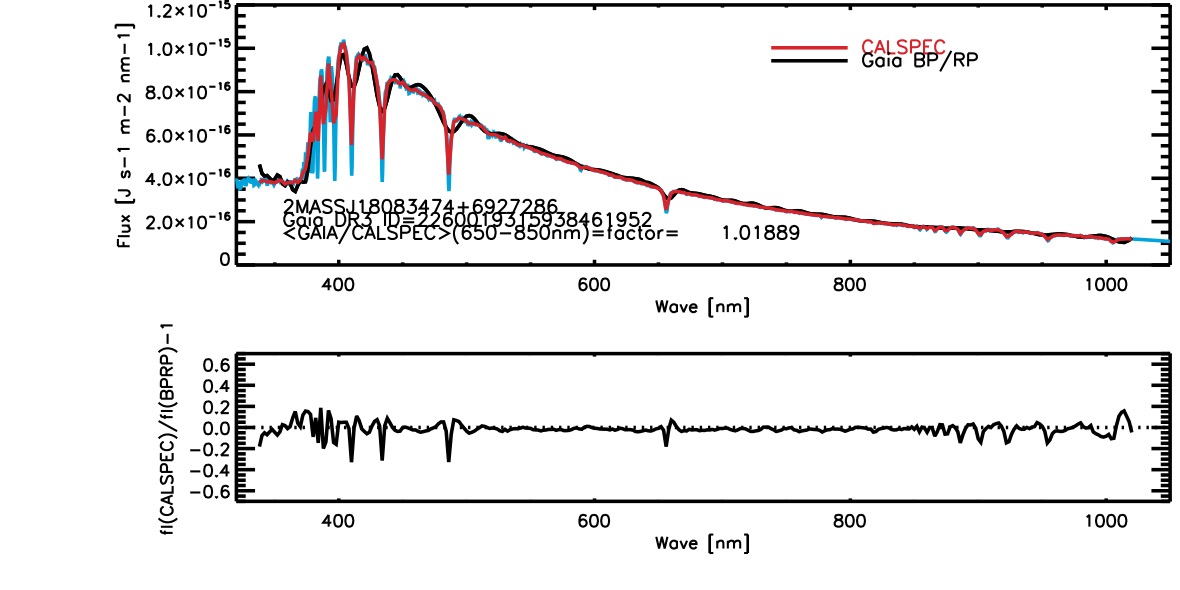 1.2×10−15
1.0×10−15
8.0×10−16
6.0×10−16
4.0×10−16
2.0×10−16
0
Flux [J s−1 m−2 nm−1]
CALSPEC
Gaia BP/RP
2MASSJ18083474+6927286
Gaia DR3 ID=2260019315938461952
<GAIA/CALSPEC>(650−850nm)=factor= 1.01889
400 600 800 1000
Wave [nm]
fl(CALSPEC)/fl(BPRP)−1
0.6
0.4
0.2
0.0
−0.2
−0.4
−0.6
400 600 800 1000
Wave [nm]